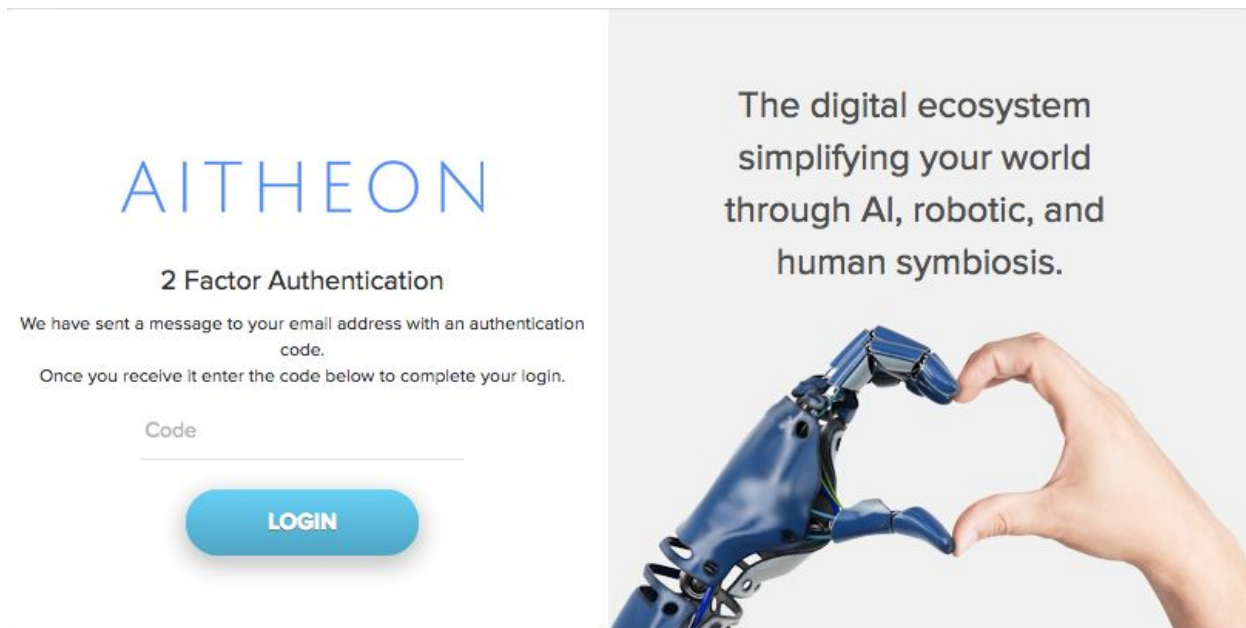 AITHEON
2 Factor Authentication
We have sent a message to your email address with an authentication
code.
Once you receive it enter the code below to complete your login.
Code
LOGIN
The digital ecosystem
simplifying your world
through AI, robotic, and
human symbiosis.